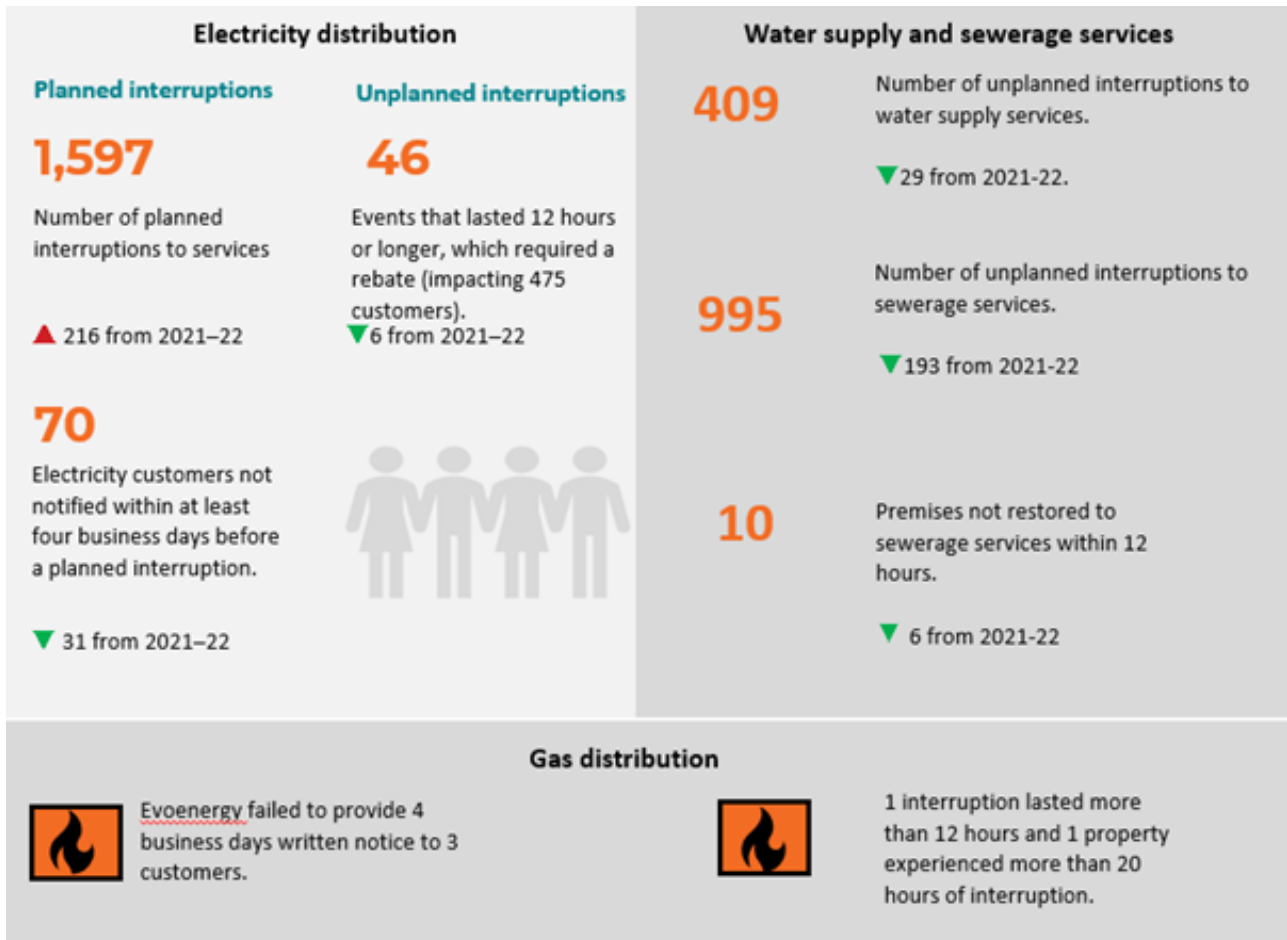 Electricity distribution
Planned interruptions
1,597
Number of planned
interruptions to services
▲ 216 from 2021–22
70
Electricity customers not
notified within at least
four business days before
a planned interruption.
▼ 31 from 2021–22
Unplanned interruptions
46
Events that lasted 12 hours
or longer, which required a
rebate (impacting 475
customers).
▼6 from 2021–22
Water supply and sewerage services
409
Number of unplanned interruptions to
water supply services.
▼29 from 2021-22.
995
Number of unplanned interruptions to
sewerage services.
▼193 from 2021-22
10
Premises not restored to
sewerage services within 12
hours.
▼ 6 from 2021-22
Gas distribution
Evoenergy failed to provide 4
business days written notice to 3
customers.
1 interruption lasted more
than 12 hours and 1 property
experienced more than 20
hours of interruption.